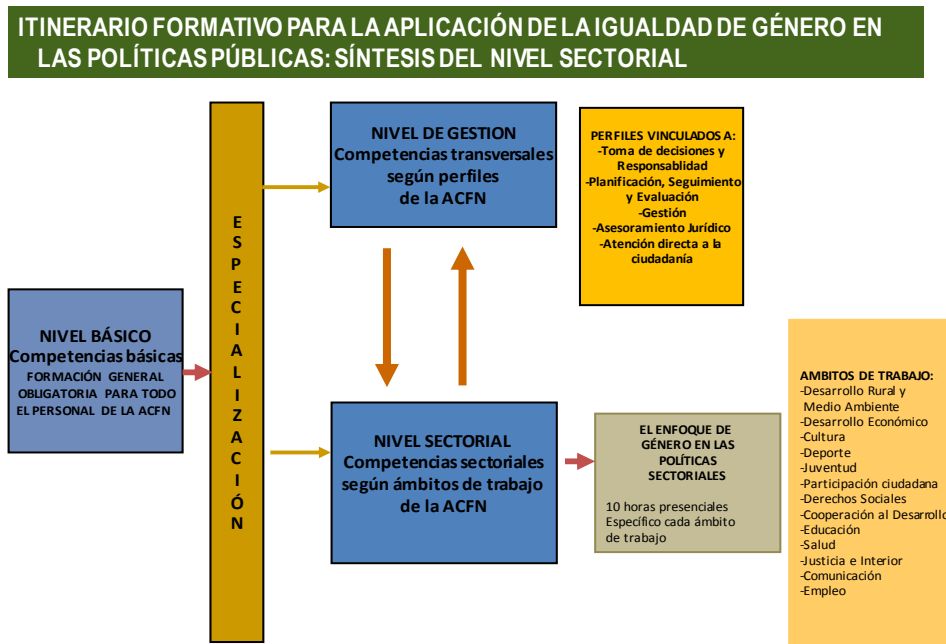 ITINERARIO FORMATIVO PARA LA APLICACIÓN DE LA IGUALDAD DE GÉNERO EN
LAS POLÍTICAS PÚBLICAS: SÍNTESIS DEL NIVEL SECTORIAL
NIVEL BÁSICO
Competencias básicas
FORMACIÓN GENERAL
OBLIGATORIA PARA TODO
EL PERSONAL DE LA ACFN
ESPECIALIZACIÓN
NIVEL DE GESTION
Competencias transversales
según perfiles
de la ACFN
PERFILES VINCULADOS A:
-Toma de decisiones y
Responsablidad
-Planificación, Seguimiento
y Evaluación
-Gestión
-Asesoramiento Jurídico
-Atención directa a la
ciudadanía
NIVEL SECTORIAL
Competencias sectoriales
según ámbitos de trabajo
de la ACFN
EL ENFOQUE DE
GÉNERO EN LAS
POLÍTICAS
SECTORIALES
10 horas presenciales
Específico cada ámbito
de trabajo
AMBITOS DE TRABAJO:
-Desarrollo Rural y
Medio Ambiente
-Desarrollo Económico
-Cultura
-Deporte
-Juventud
-Participación ciudadana
-Derechos Sociales
-Cooperación al Desarrollo
-Educación
-Salud
-Justicia e Interior
-Comunicación
-Empleo